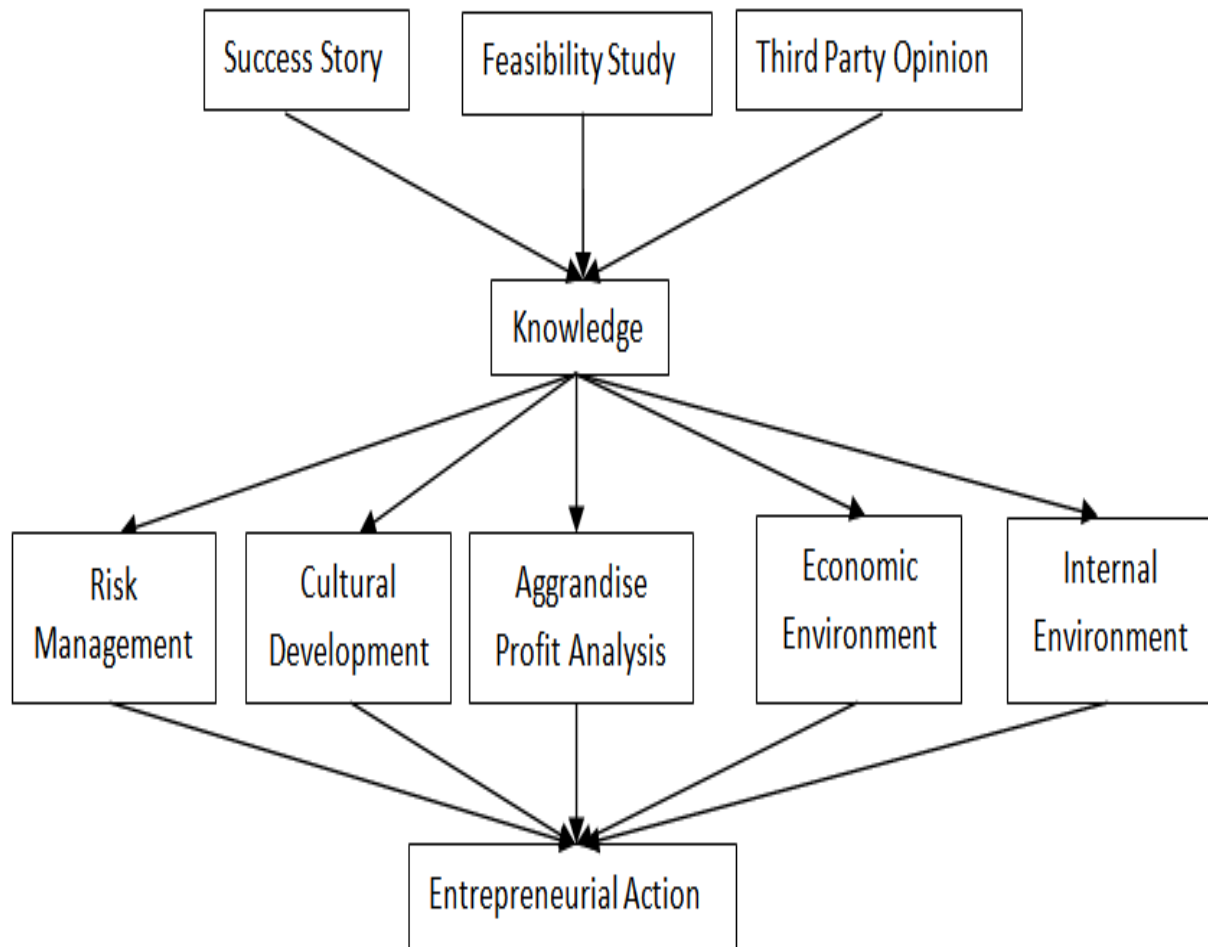 Success Story
Feasibility Study
Third Party Opinion
Knowledge
Risk
Management
Cultural
Development
Aggrandise
Profit Analysis
Economic
Environment
Internal
Environment
Entrepreneurial Action